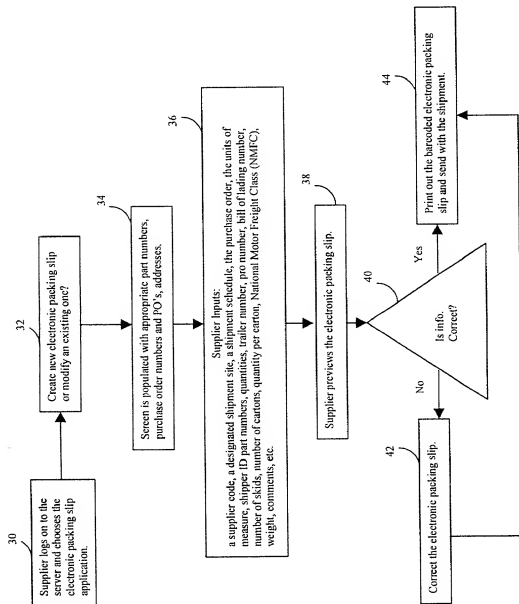 30
Supplier logs on to the
server and chooses the
electronic packing slip
application.
32
Create new electronic packing slip
or modify an existing one?
34
Screen is populated with appropriate part numbers,
purchase order numbers and PO's, addresses.
36
Supplier Inputs:
a supplier code, a designated shipment site, a shipment schedule, the purchase order, the units of
measure, shipper ID part numbers, quantities, trailer number, pro number, bill of lading number,
number of skids, number of cartons, quantity per carton, National Motor Freight Class (NMFC),
weight, comments, etc.
38
Supplier previews the electronic packing slip.
40
Is info.
Correct?
No
Yes
42
Correct the electronic packing slip.
44
Print out the barcoded electronic packing
slip and send with the shipment.